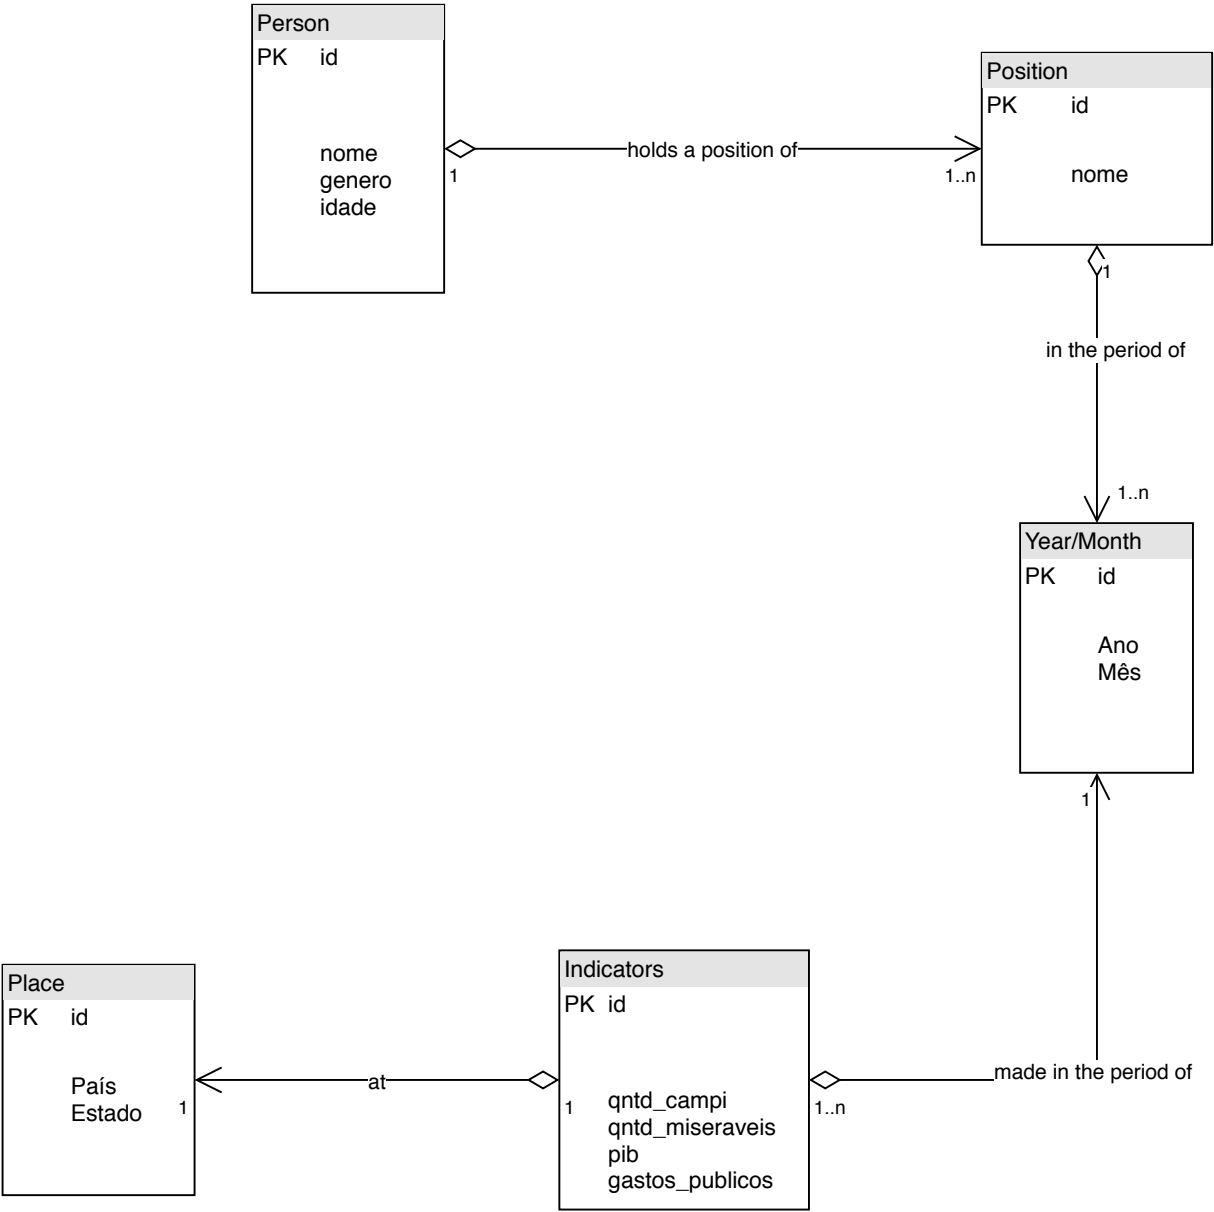 Person
PK id
nome
genero
idade
1
holds a position of
1..n
Position
PK id
nome
1
in the period of
1..n
Year/Month
PK id
Ano
Mês
1
Place
PK id
País
Estado
1
at
Indicators
PK id
1
qntd_campi
qntd_miseraveis
pib
gastos_publicos
1..n
made in the period of